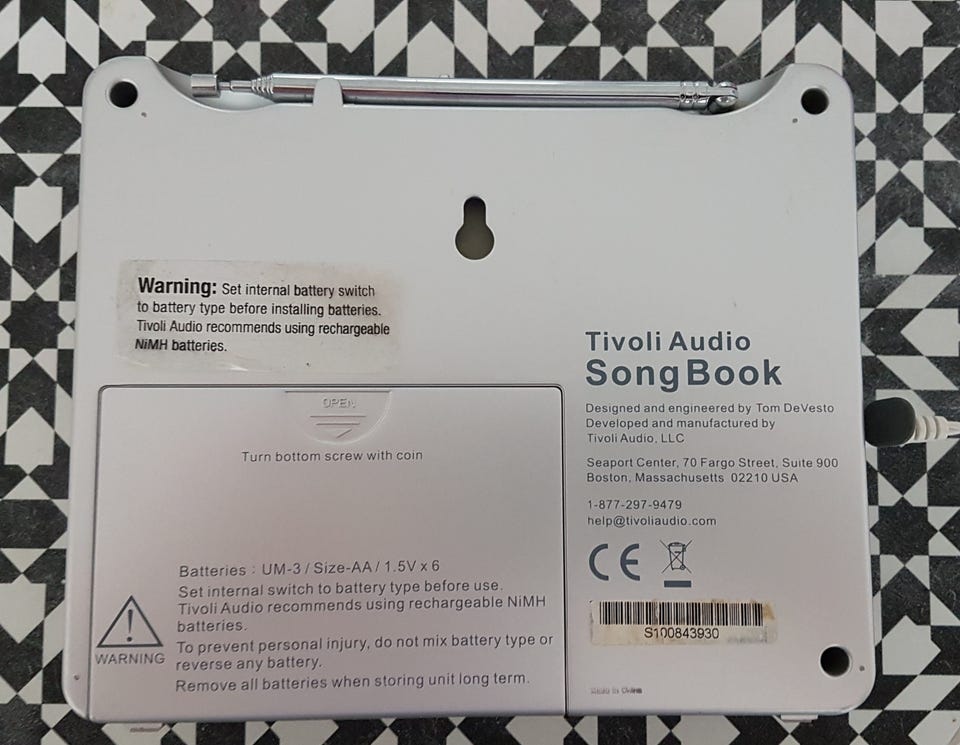 Warning: Set internal battery switch
to battery type before installing batteries.
Tivoli Audio recommends using rechargeable
NiMH batteries.
OPEN
Turn bottom screw with coin
Batteries : UM-3 / Size-AA / 1.5V x 6
Set internal switch to battery type before use.
Tivoli Audio recommends using rechargeable NiMH
batteries.
To prevent personal injury, do not mix battery type or
reverse any battery.
Remove all batteries when storing unit long term.
WARNING
Tivoli Audio
SongBook
Designed and engineered by Tom DeVesto
Developed and manufactured by
Tivoli Audio, LLC
Seaport Center, 70 Fargo Street, Suite 900
Boston, Massachusetts 02210 USA
1-877-297-9479
help@tivoliaudio.com
CE
S100843930
Made in China